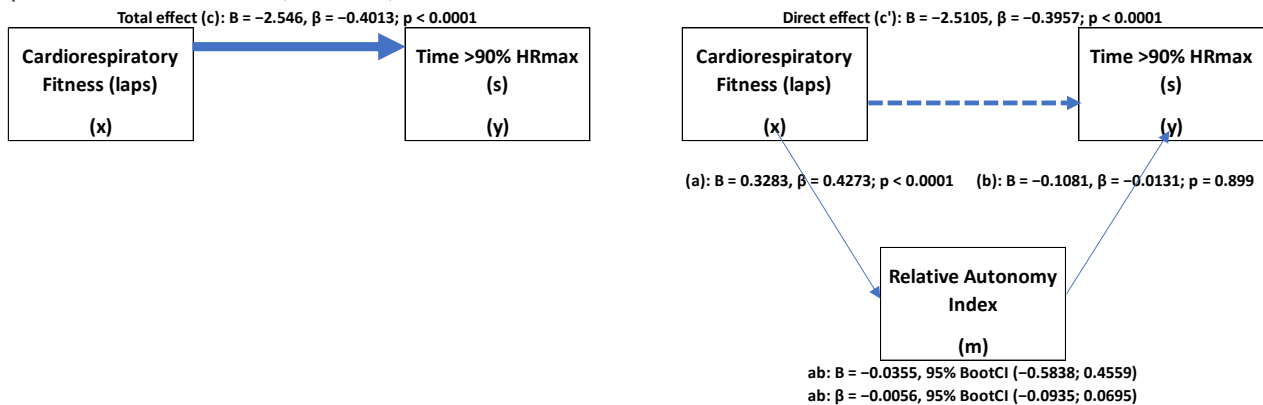 Total effect (c): B = −2.546, β = −0.4013; p < 0.0001
Cardiorespiratory
Fitness (laps)
(x)
Time >90% HRmax
(s)
(y)
Direct effect (c'): B = −2.5105, β = −0.3957; p < 0.0001
Cardiorespiratory
Fitness (laps)
(x)
Time >90% HRmax
(s)
(y)
(a): B = 0.3283, β = 0.4273; p < 0.0001
(b): B = −0.1081, β = −0.0131; p = 0.899
Relative Autonomy
Index
(m)
ab: B = −0.0355, 95% BootCI (−0.5838; 0.4559)
ab: β = −0.0056, 95% BootCI (−0.0935; 0.0695)